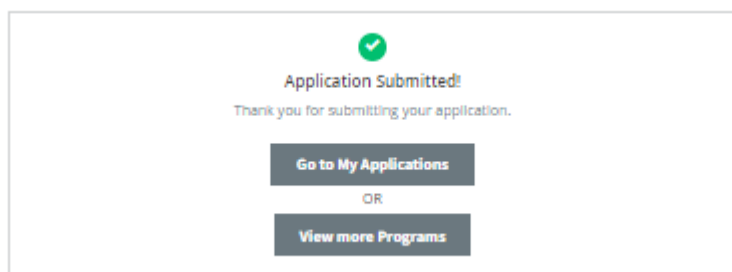 Application Submitted!
Thank you for submitting your application.
Go to My Applications
OR
View more Programs